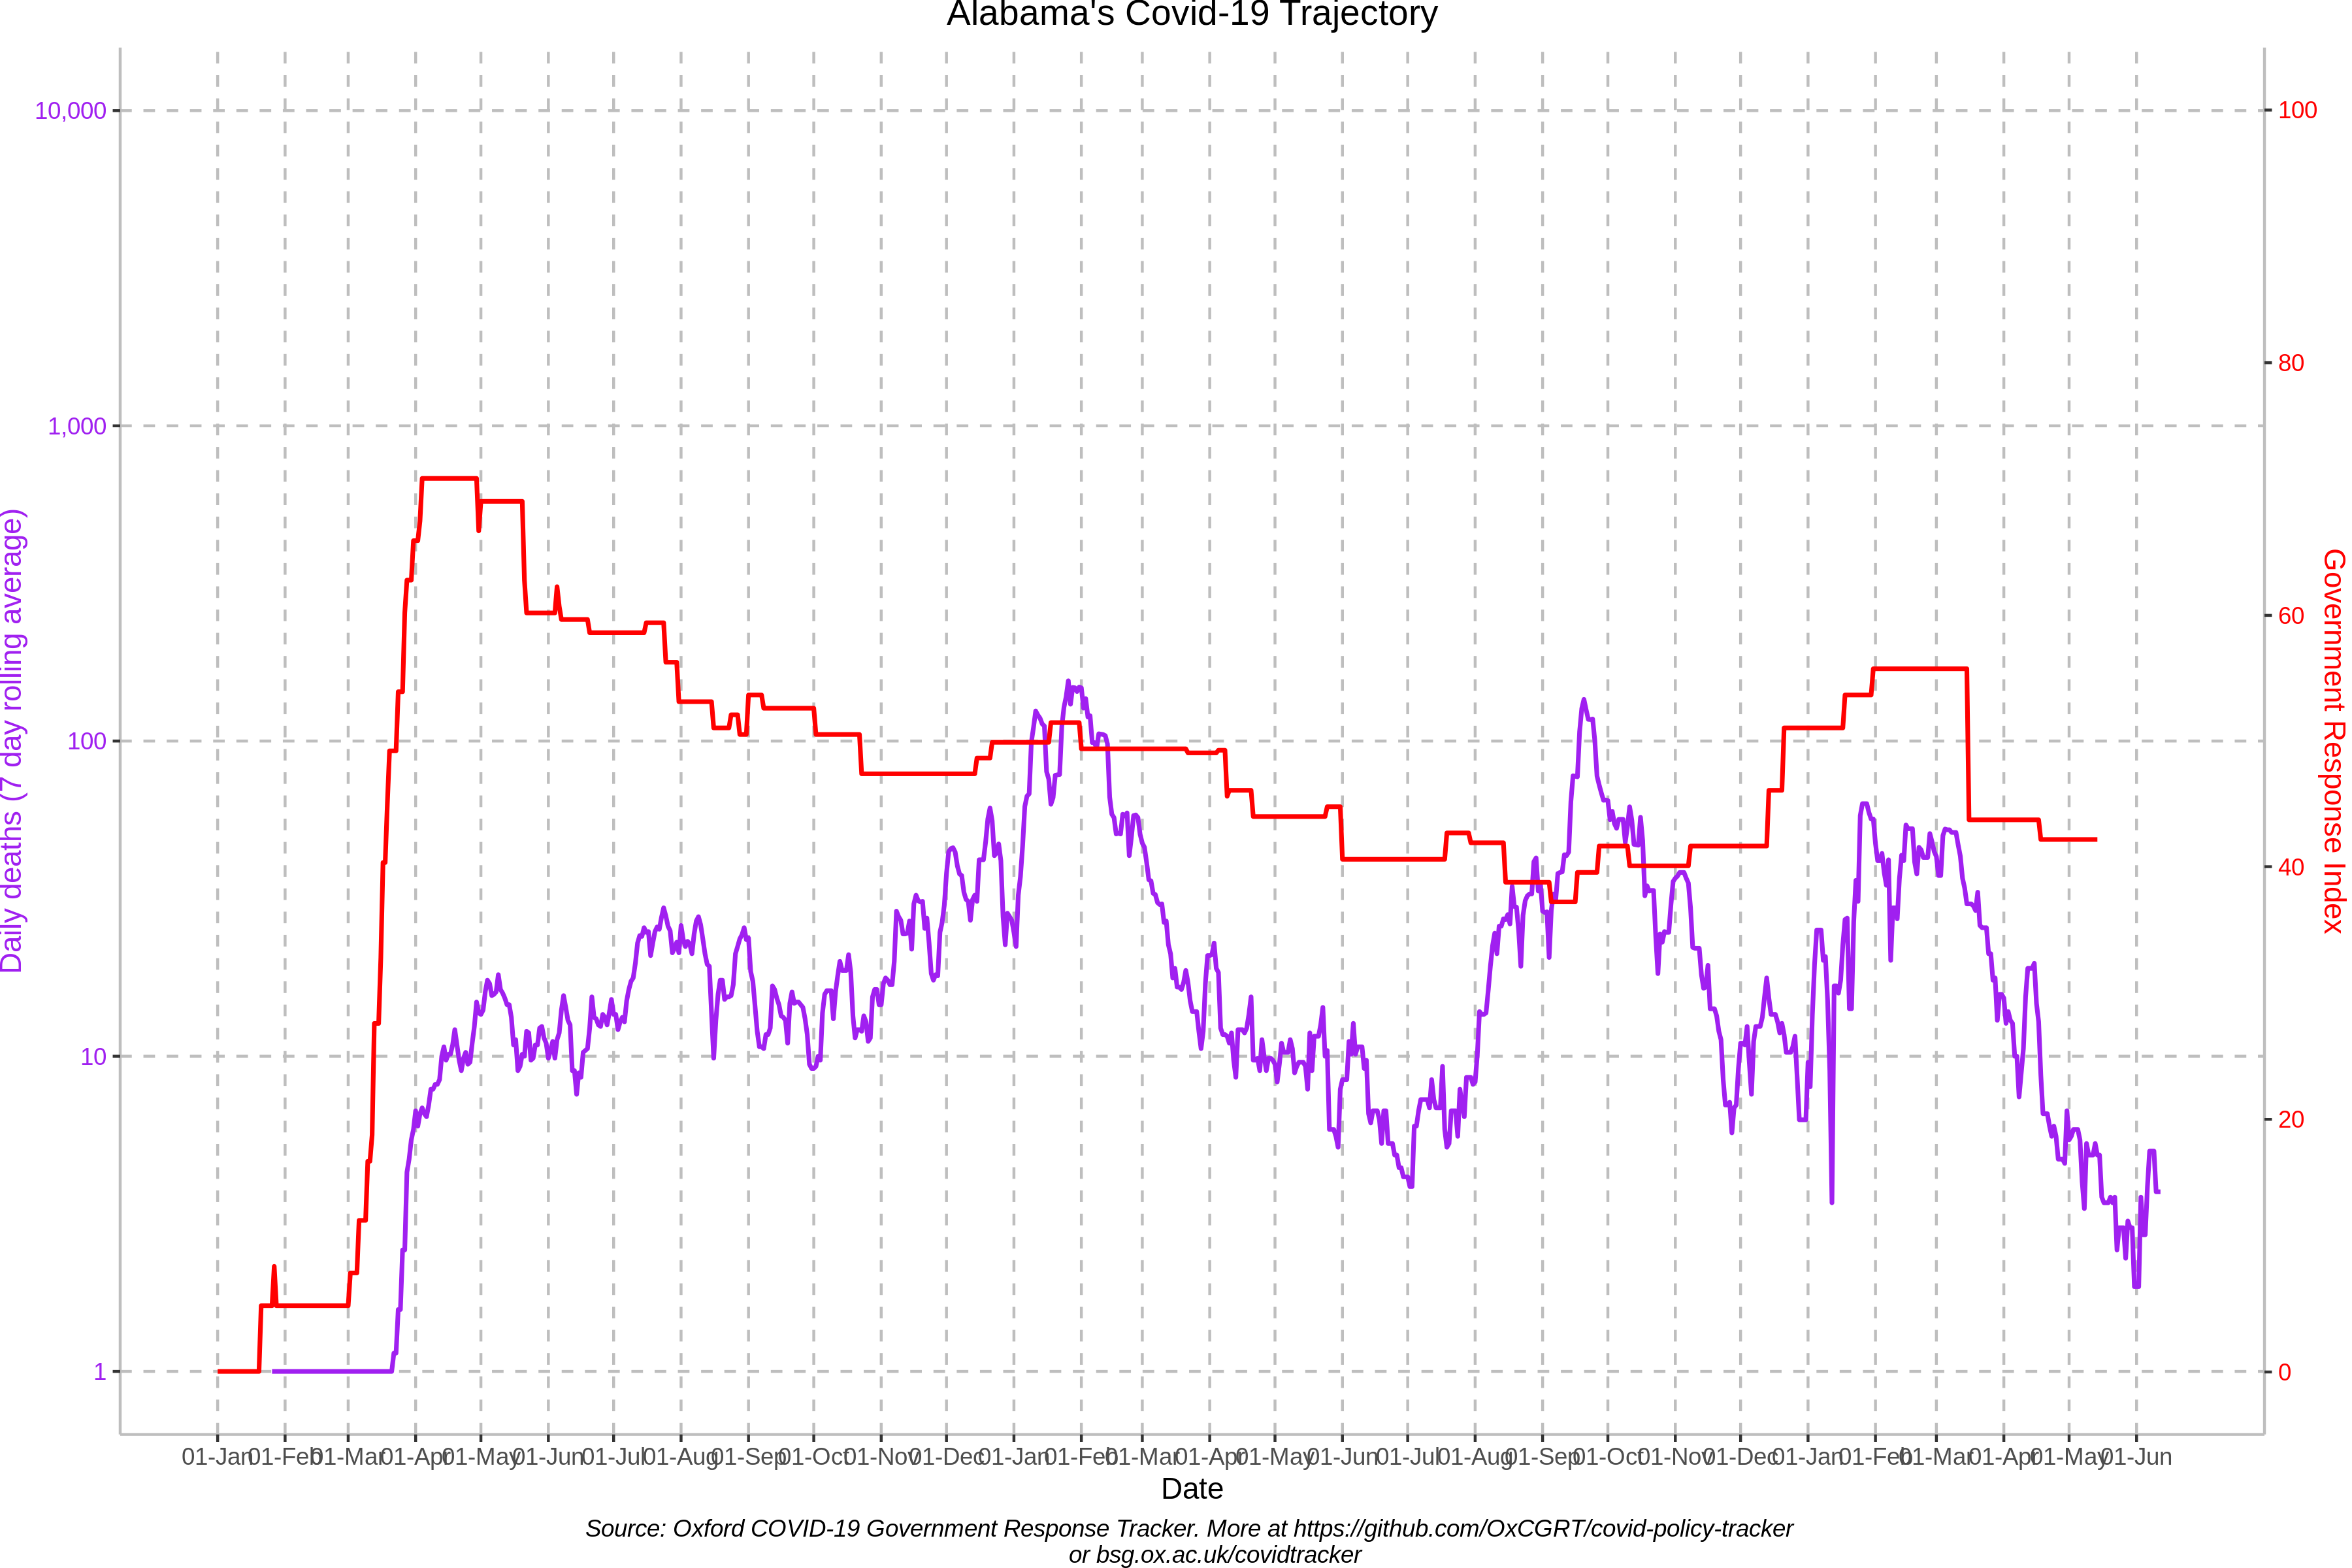 Alabama's Covid-19 Trajectory
10,000
1,000
100
10
1
Daily deaths (7 day rolling average)
100
80
60
40
20
0
Government Response Index
01-Jan 01-Feb 01-Mar 01-Apr 01-May 01-Jun 01-Jul 01-Aug 01-Sep 01-Oct 01-Nov 01-Dec 01-Jan 01-Feb 01-Mar 01-Apr 01-May 01-Jun 01-Jul 01-Aug 01-Sep 01-Oct 01-Nov 01-Dec 01-Jan 01-Feb 01-Mar 01-Apr 01-May 01-Jun
Date
Source: Oxford COVID-19 Government Response Tracker. More at https://github.com/OxCGRT/covid-policy-tracker
or bsg.ox.ac.uk/covidtracker